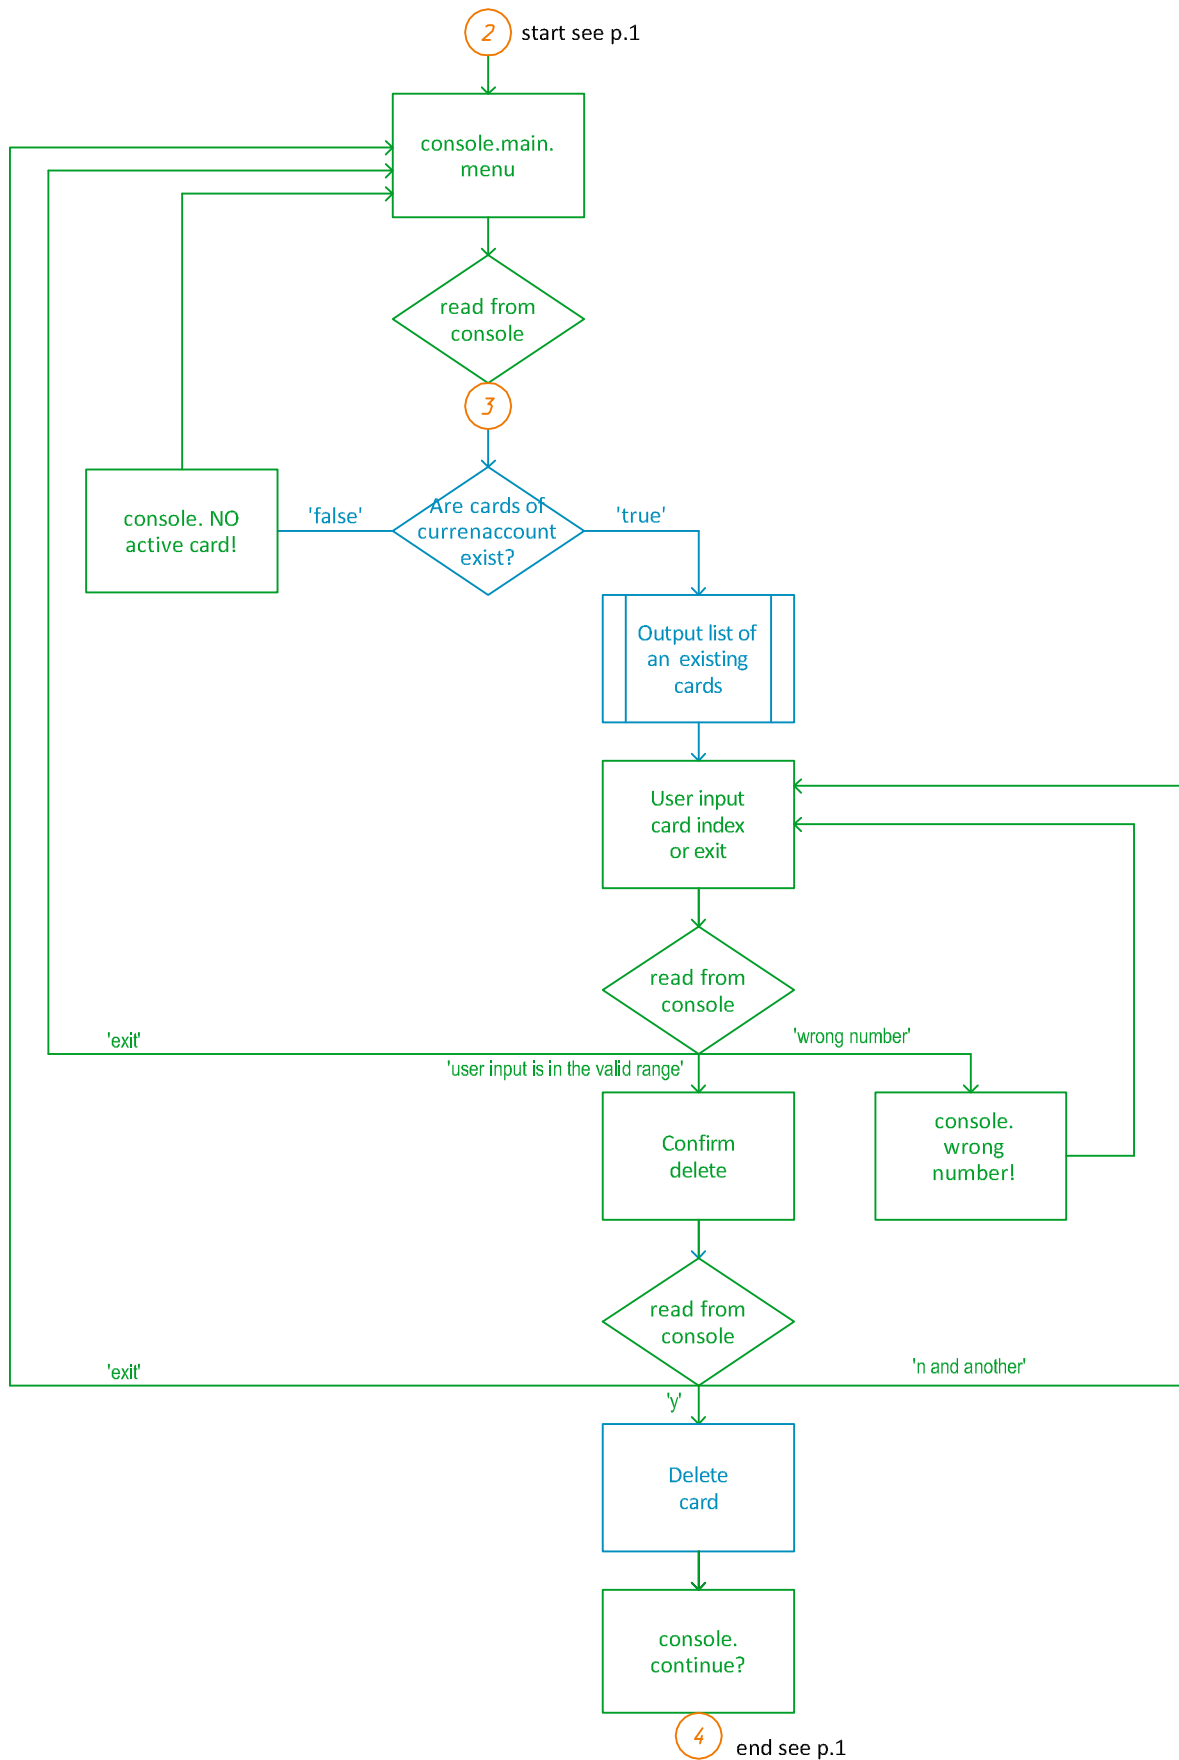 2 start see p.1
console.main.
menu
read from
console
3
Are cards of
currenaccount
exist?
'false'
'true'
console. NO
active card!
Output list of
an existing
cards
User input
card index
or exit
read from
console
'exit'
'wrong number'
'user input is in the valid range'
Confirm
delete
console.
wrong
number!
read from
console
'exit'
'n and another'
'y'
Delete
card
console.
continue?
4 end see p.1